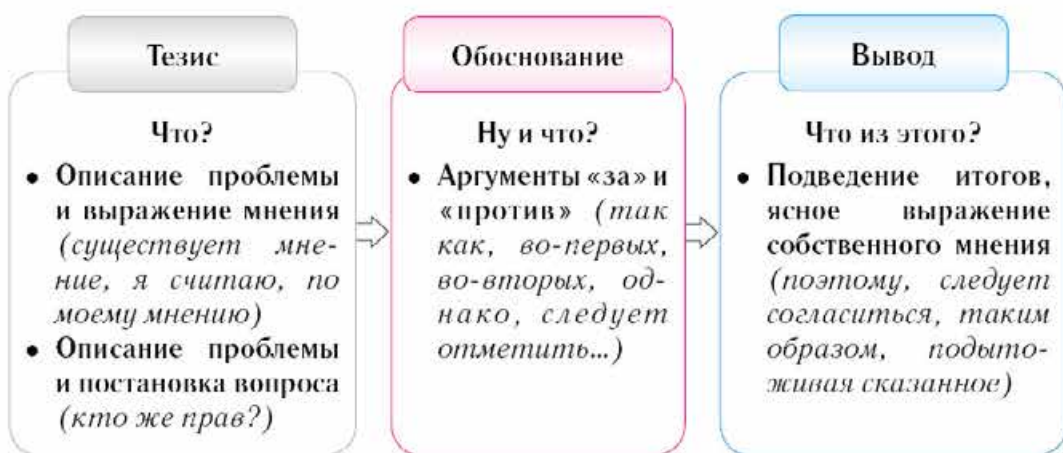 Тезис
Что?
• Описание проблемы
и выражение мнения
(существует мне-
ние, я считаю, по
моему мнению)
• Описание проблемы
и постановка вопроса
(кто же прав?)
Обоснование
Ну и что?
• Аргументы «за» и
«против» (так
как, во-первых,
во-вторых, од-
нако, следует
отметить...)
Вывод
Что из этого?
• Подведение итогов,
ясное выражение
собственного мнения
(поэтому, следует
согласиться, таким
образом, подыто-
живая сказанное)